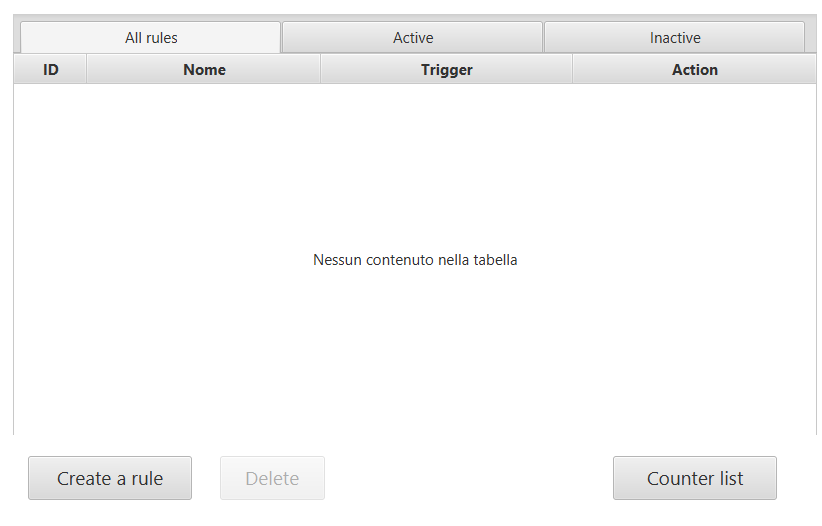 All rules Active Inactive
ID Nome Trigger Action
Nessun contenuto nella tabella
Create a rule Delete Counter list